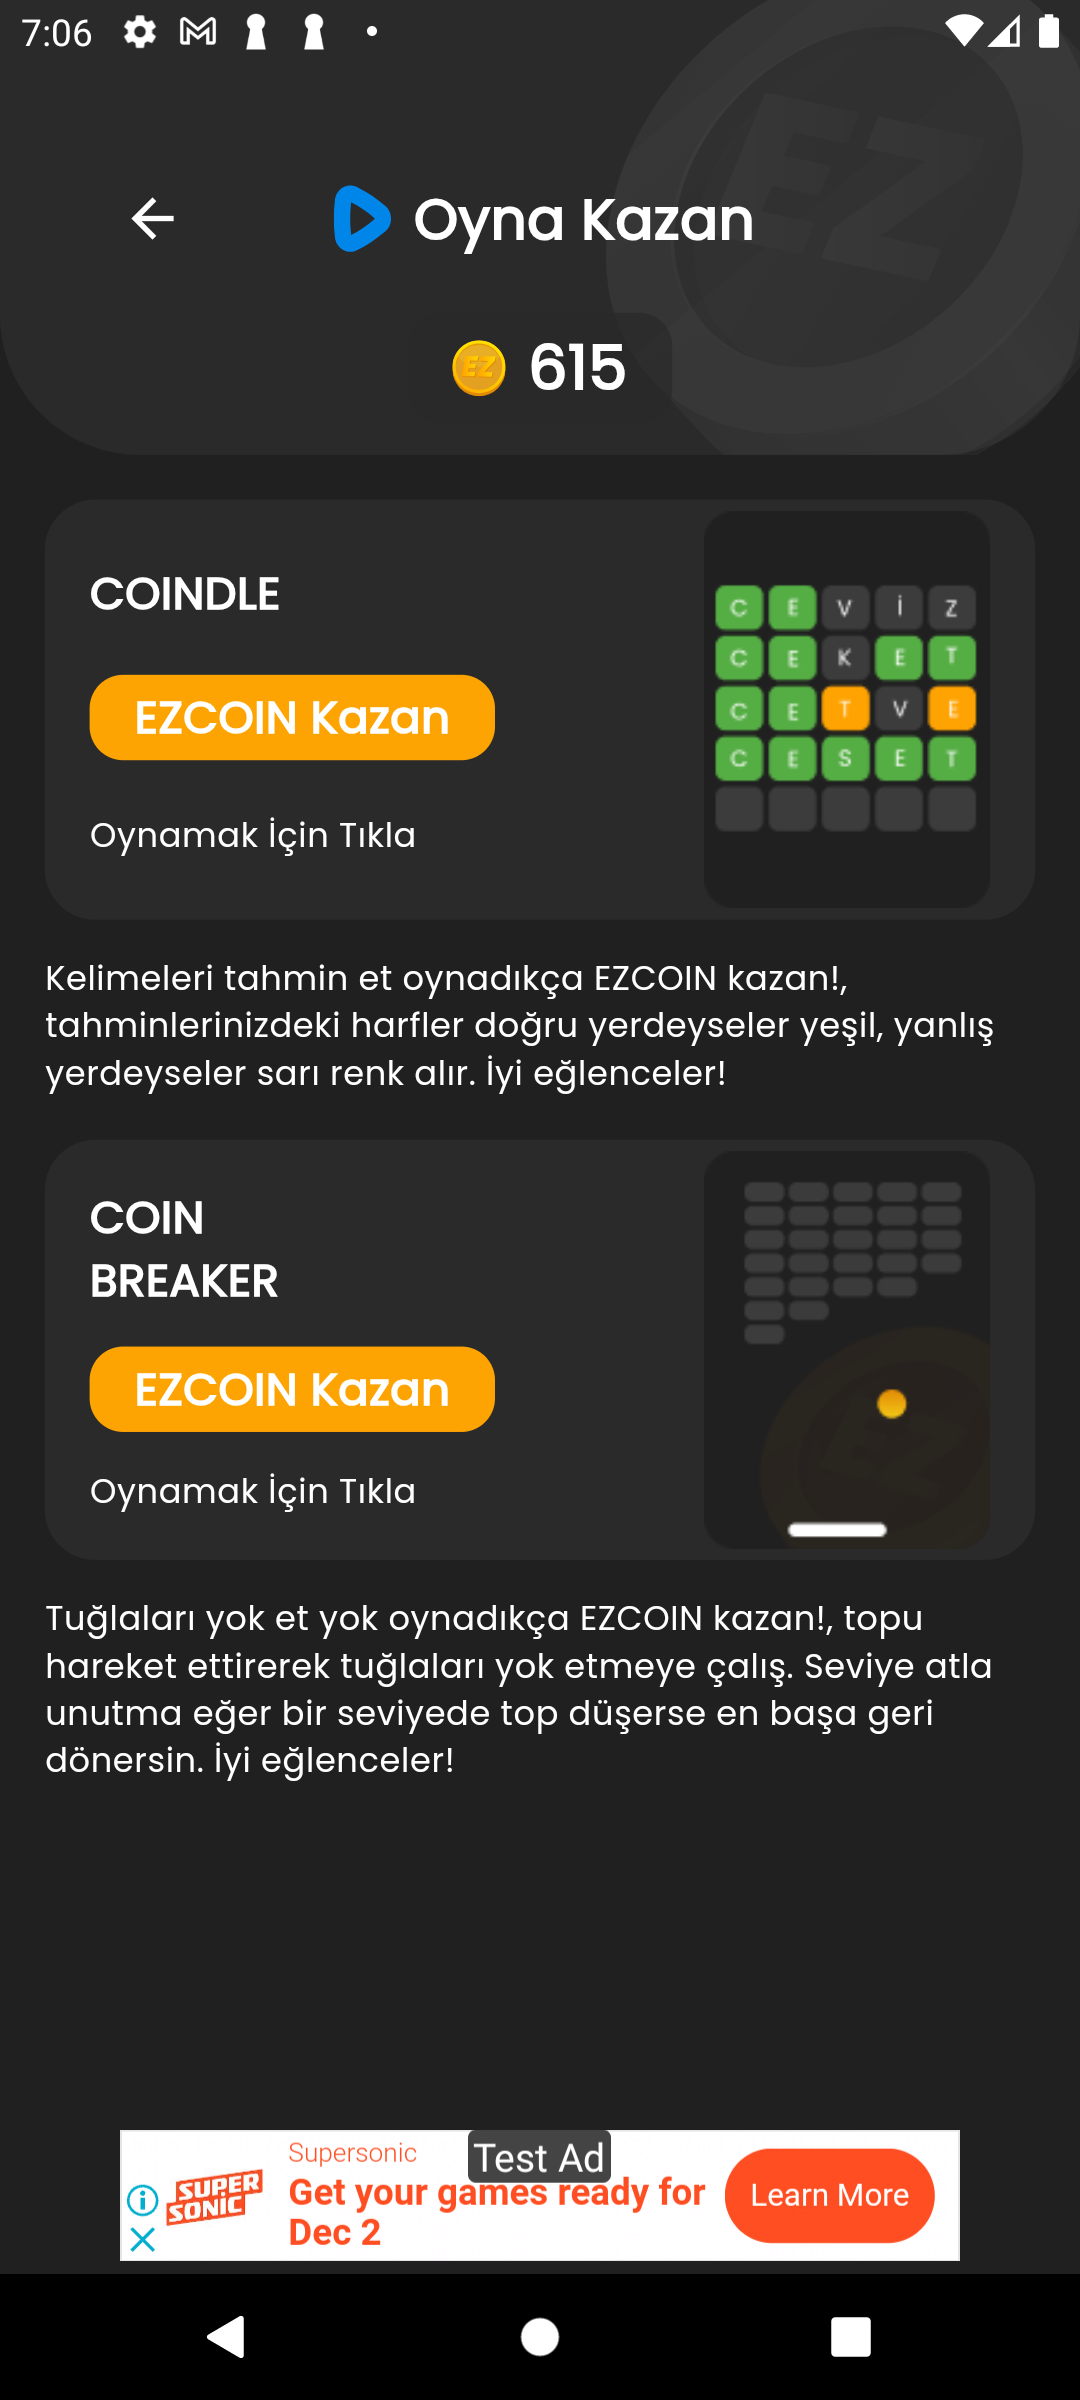 7:06
EZ
Oyna Kazan
EZ 615
COINDLE
EZCOIN Kazan
Oynamak İçin Tıkla
C E V İ Z
C E K E T
C E T V E
C E S E T
Kelimeleri tahmin et oynadıkça EZCOIN kazan!,
tahminlerinizdeki harfler doğru yerdeyseler yeşil, yanlış
yerdeyseler sarı renk alır. İyi eğlenceler!
COIN
BREAKER
EZCOIN Kazan
Oynamak İçin Tıkla
EZ
Tuğlaları yok et yok oynadıkça EZCOIN kazan!, topu
hareket ettirerek tuğlaları yok etmeye çalış. Seviye atla
unutma eğer bir seviyede top düşerse en başa geri
dönersin. İyi eğlenceler!
Test Ad
SUPER
SONIC
Supersonic
Get your games ready for
Dec 2
Learn More